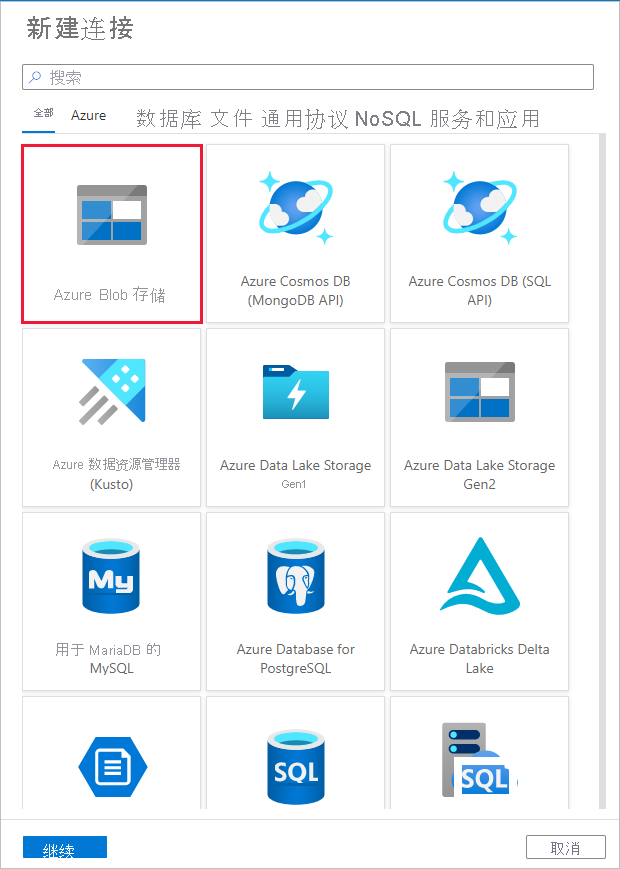 新建连接
搜索
全部 Azure 数据库 文件 通用协议 NoSQL 服务和应用
Azure Blob 存储
Azure Cosmos DB
(MongoDB API)
Azure Cosmos DB (SQL
API)
Azure 数据资源管理器
(Kusto)
Azure Data Lake Storage
Gen1
Azure Data Lake Storage
Gen2
My
用于 MariaDB 的
MySQL
Azure Database for
PostgreSQL
Azure Databricks Delta
Lake
SQL
SQL
继续
取消